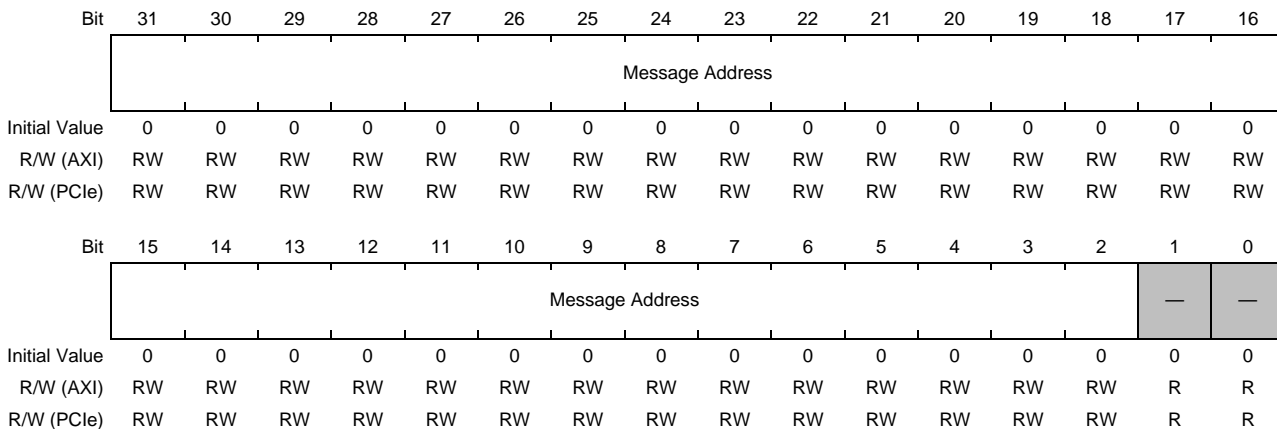 Bit 31 30 29 28 27 26 25 24 23 22 21 20 19 18 17 16
Message Address
Initial Value 0 0 0 0 0 0 0 0 0 0 0 0 0 0 0 0
R/W (AXI) RW RW RW RW RW RW RW RW RW RW RW RW RW RW RW RW
R/W (PCIe) RW RW RW RW RW RW RW RW RW RW RW RW RW RW RW RW
Bit 15 14 13 12 11 10 9 8 7 6 5 4 3 2 1 0
Message Address — —
Initial Value 0 0 0 0 0 0 0 0 0 0 0 0 0 0 0 0
R/W (AXI) RW RW RW RW RW RW RW RW RW RW RW RW RW RW R R
R/W (PCIe) RW RW RW RW RW RW RW RW RW RW RW RW RW RW R R